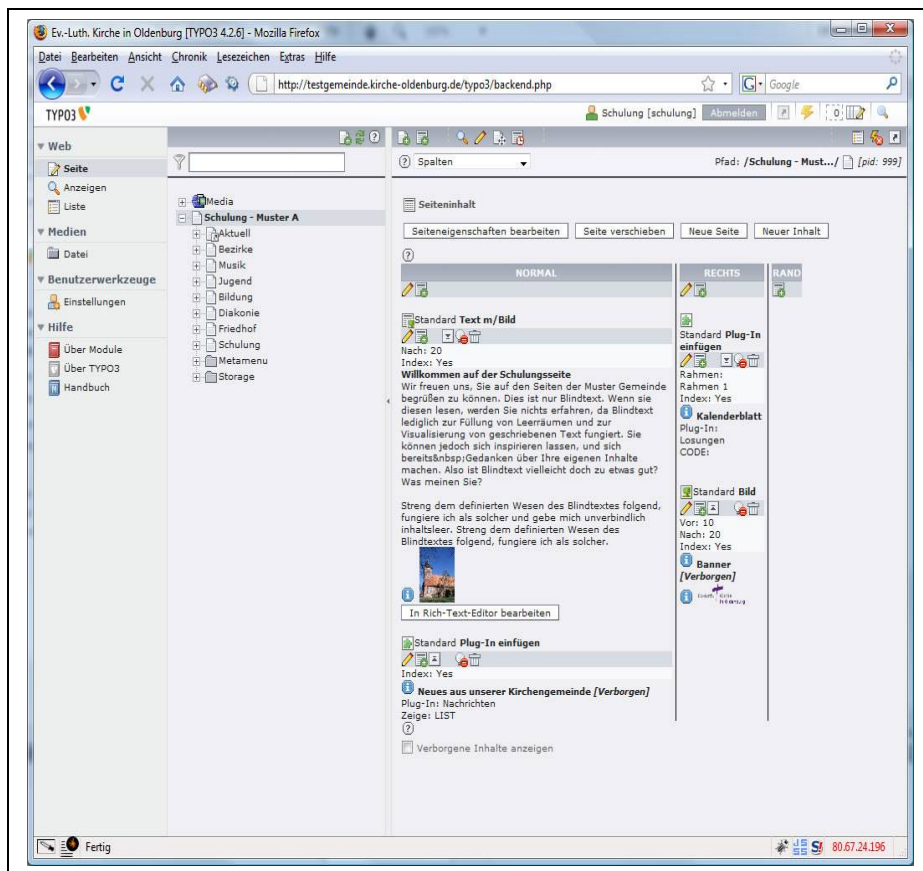 Ev.-Luth. Kirche in Oldenburg [TYPO3 4.2.6] - Mozilla Firefox
Datei Bearbeiten Ansicht Chronik Lesezeichen Extras Hilfe
http://testgemeinde.kirche-oldenburg.de/typo3/backend.php
Google
TYPO3
Schulung [schulung]
Abmelden
0
Web
Seite
Anzeigen
Liste
Medien
Datei
Benutzerwerkzeuge
Einstellungen
Hilfe
Über Module
Über TYPO3
Handbuch
Media
Schulung - Muster A
Aktuell
Bezirke
Musik
Jugend
Bildung
Diakonie
Friedhof
Schulung
Metamenu
Storage
Spalten
Pfad: /Schulung - Must.../ [pid: 999]
Seiteninhalt
Seiteneigenschaften bearbeiten Seite verschieben Neue Seite Neuer Inhalt
NORMAL
Standard Text m/Bild
Nach: 20
Index: Yes
Willkommen auf der Schulungsseite
Wir freuen uns, Sie auf den Seiten der Muster Gemeinde
begrüßen zu können. Dies ist nur Blindtext. Wenn sie
diesen lesen, werden Sie nichts erfahren, da Blindtext
lediglich zur Füllung von Leerräumen und zur
Visualisierung von geschriebenen Text fungiert. Sie
können jedoch sich inspirieren lassen, und sich
bereits&nbsp;Gedanken über Ihre eigenen Inhalte
machen. Also ist Blindtext vielleicht doch zu etwas gut?
Was meinen Sie?
Streng dem definierten Wesen des Blindtextes folgend,
fungiere ich als solcher und gebe mich unverbindlich
inhaltsleer. Streng dem definierten Wesen des
Blindtextes folgend, fungiere ich als solcher.
In Rich-Text-Editor bearbeiten
Standard Plug-In einfügen
Index: Yes
Neues aus unserer Kirchengemeinde [Verborgen]
Plug-In: Nachrichten
Zeige: LIST
Verborgene Inhalte anzeigen
RECHTS
Standard Plug-In
einfügen
Rahmen:
Rahmen 1
Index: Yes
Kalenderblatt
Plug-In:
Losungen
CODE:
Standard Bild
Vor: 10
Nach: 20
Index: Yes
Banner
[Verborgen]
RAND
Fertig
80.67.24.196